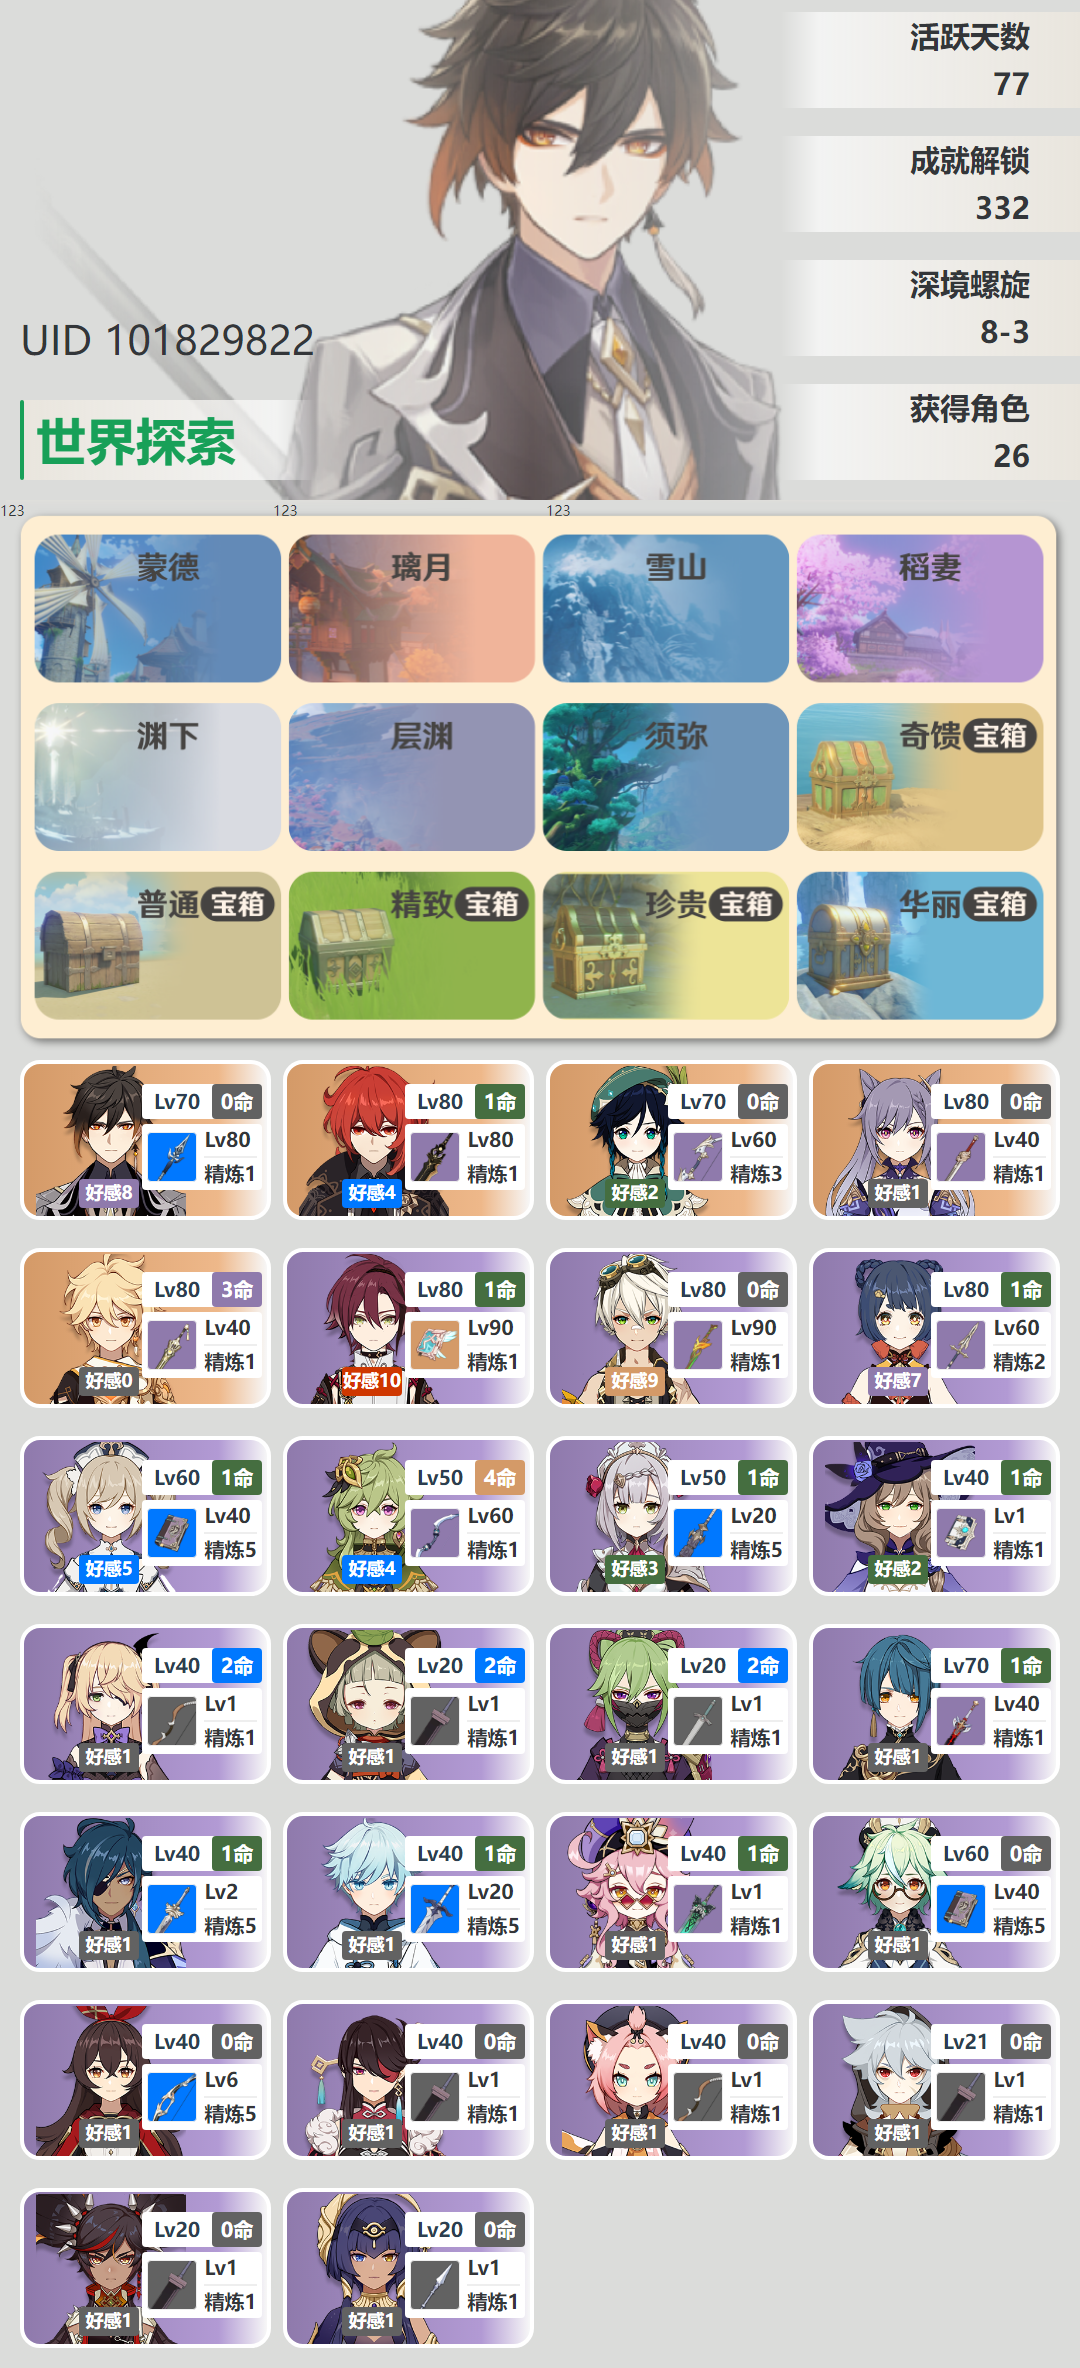 活跃天数
77
成就解锁
332
深境螺旋
8-3
获得角色
26
UID 101829822
世界探索
123 123 123
蒙德 璃月 雪山 稻妻
渊下 层渊 须弥 奇馈宝箱
普通宝箱 精致宝箱 珍贵宝箱 华丽宝箱
Lv70 0命 Lv80 1命 Lv70 0命 Lv80 0命
Lv80 Lv80 Lv60 Lv40
精炼1 精炼1 精炼3 精炼1
好感8 好感4 好感2 好感1
Lv80 3命 Lv80 1命 Lv80 0命 Lv80 1命
Lv40 Lv90 Lv90 Lv60
精炼1 精炼1 精炼1 精炼2
好感0 好感10 好感9 好感7
Lv60 1命 Lv50 4命 Lv50 1命 Lv40 1命
Lv40 Lv60 Lv20 Lv1
精炼5 精炼1 精炼5 精炼1
好感5 好感4 好感3 好感2
Lv40 2命 Lv20 2命 Lv20 2命 Lv70 1命
Lv1 Lv1 Lv1 Lv40
精炼1 精炼1 精炼1 精炼1
好感1 好感1 好感1 好感1
Lv40 1命 Lv40 1命 Lv40 1命 Lv60 0命
Lv2 Lv20 Lv1 Lv40
精炼5 精炼5 精炼1 精炼5
好感1 好感1 好感1 好感1
Lv40 0命 Lv40 0命 Lv40 0命 Lv21 0命
Lv6 Lv1 Lv1 Lv1
精炼5 精炼1 精炼1 精炼1
好感1 好感1 好感1 好感1
Lv20 0命 Lv20 0命
Lv1 Lv1
精炼1 精炼1
好感1 好感1